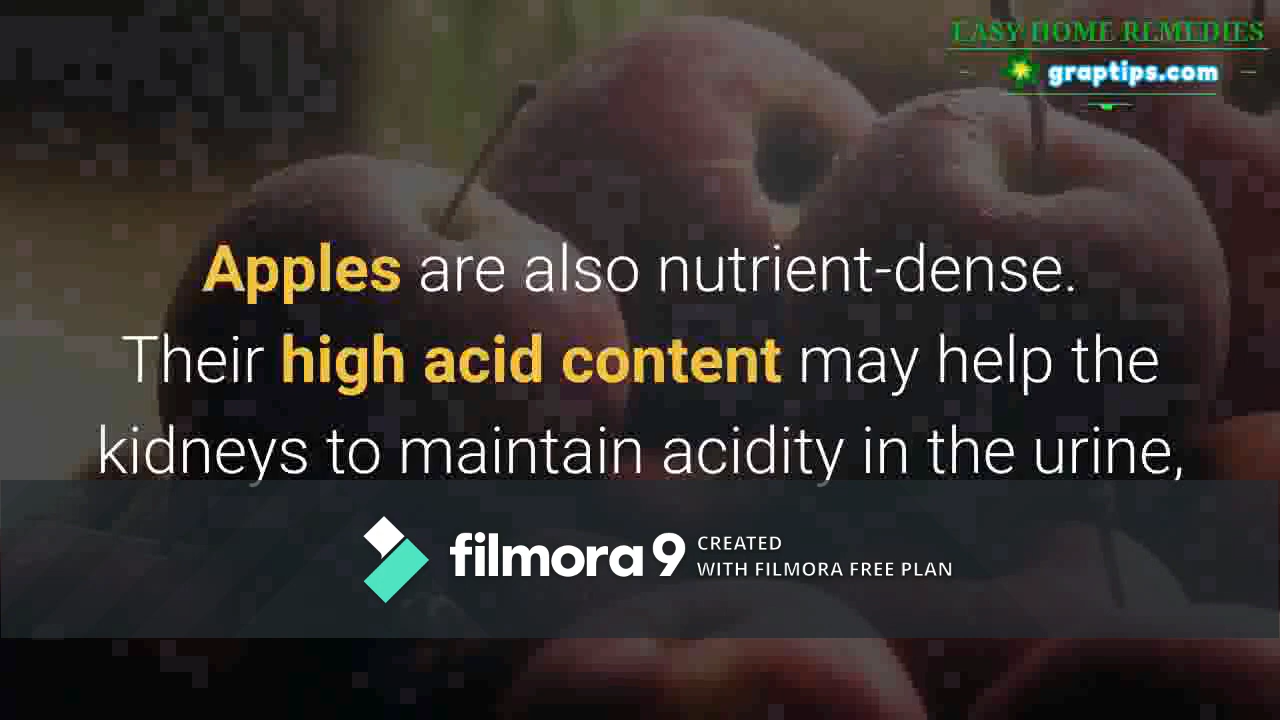 EASY HOME REMEDIES
graptips.com
Apples are also nutrient-dense.
Their high acid content may help the
kidneys to maintain acidity in the urine,
filmora9
CREATED
WITH FILMORA FREE PLAN